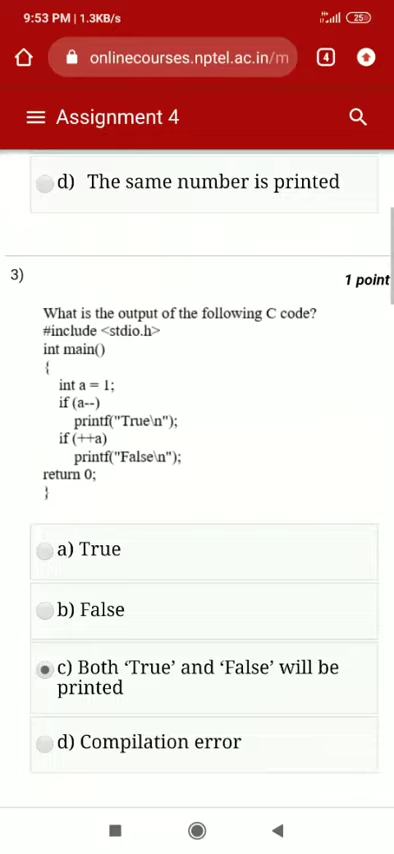 9:53 PM | 1.3KB/s
25
onlinecourses.nptel.ac.in/m
4
Assignment 4
d) The same number is printed
3)
1 point
What is the output of the following C code?
#include <stdio.h>
int main()
{
int a = 1;
if (a--)
printf("True\n");
if (++a)
printf("False\n");
return 0;
}
a) True
b) False
c) Both ‘True’ and ‘False’ will be
printed
d) Compilation error